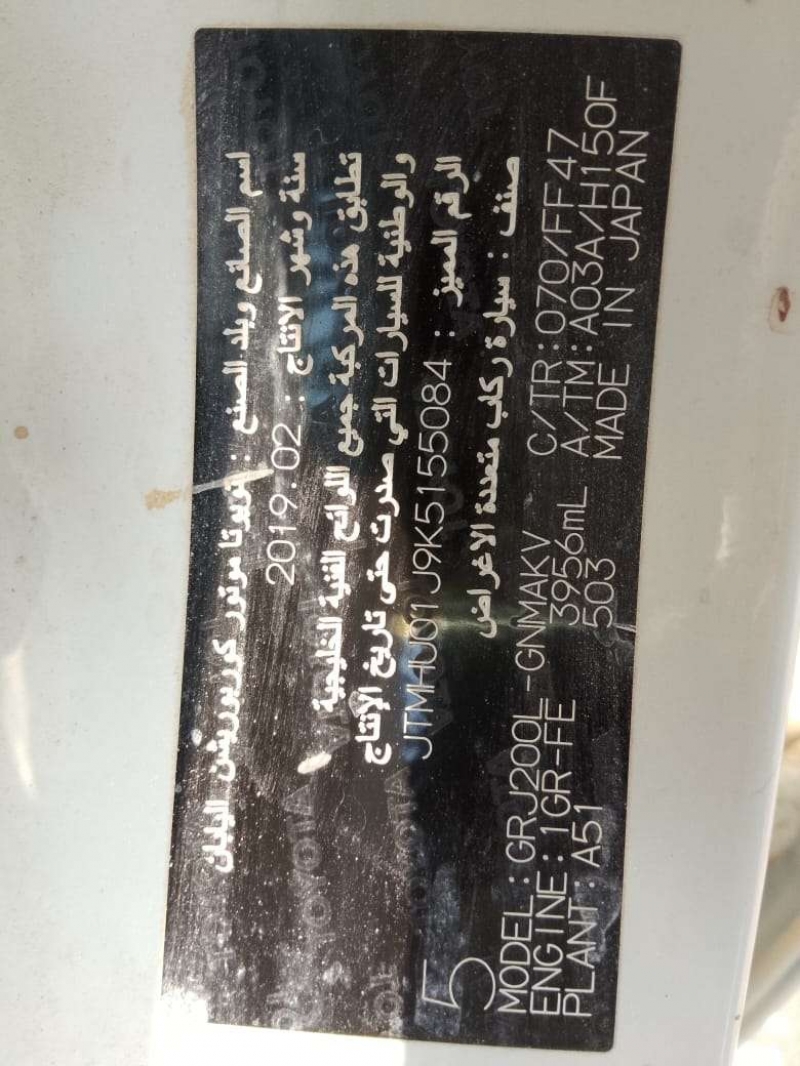 اسم الصانع وبلد الصنع : تويوتا موتور كوربوريشن اليابان
سنة وشهر الانتاج : 2019.02
تطابق هذه المركبة جميع اللوائح الفنية الخليجية
والوطنية للسيارات التي صدرت حتى تاريخ الإنتاج
الرقم المميز : JTMHU01J9K5155084
صنف : سيارة ركاب متعددة الاغراض
5
MODEL : GRJ200L-GNMAKV C/TR : 070/FF47
ENGINE : 1GR-FE 3956mL A/TM : A03A/H150F
PLANT : A51 503 MADE IN JAPAN